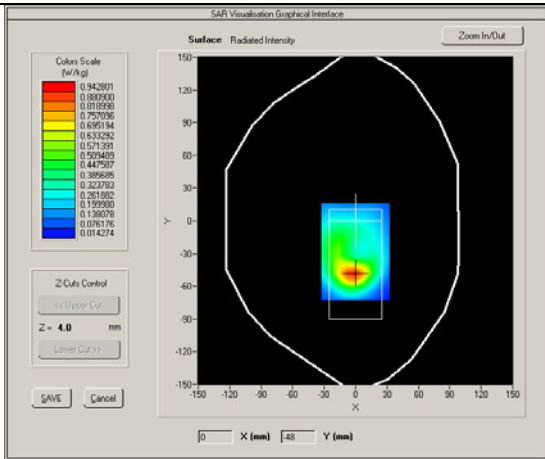 SAR Visualisation Graphical Interface
Surface Radiated Intensity
Zoom In/Out
Colors Scale
(W/kg)
0.942801
0.880900
0.818998
0.757096
0.695194
0.633292
0.571391
0.509489
0.447587
0.385685
0.323783
0.261882
0.199980
0.138078
0.076176
0.014274
150-
120-
90-
60-
30-
0-
-30-
-60-
-90-
-120-
-150-
Y
-150 -120 -90 -60 -30 0 30 60 90 120 150
X
Z-Cuts Control
<< Upper Cut
Z = 4.0 mm
Lower Cut >>
SAVE Cancel
0 X (mm) -48 Y (mm)